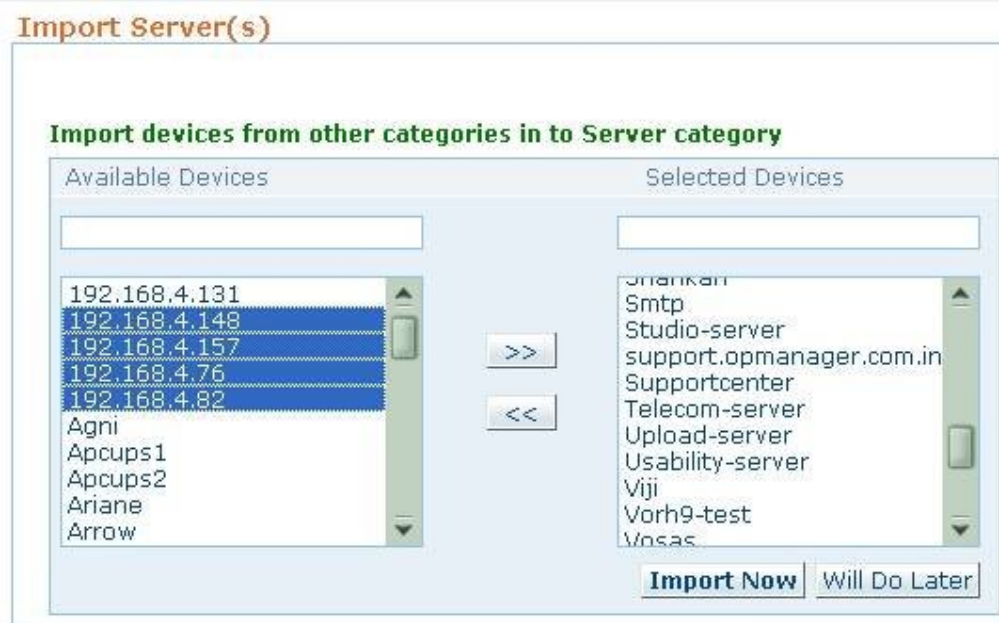 Import Server(s)
Import devices from other categories in to Server category
Available Devices
Selected Devices
192.168.4.131
192.168.4.148
192.168.4.157
192.168.4.76
192.168.4.82
Agni
Apcups1
Apcups2
Ariane
Arrow
>>
<<
Smtp
Studio-server
support.opmanager.com.in
Supportcenter
Telecom-server
Upload-server
Usability-server
Viji
Vorh9-test
Vosas
Import Now
Will Do Later